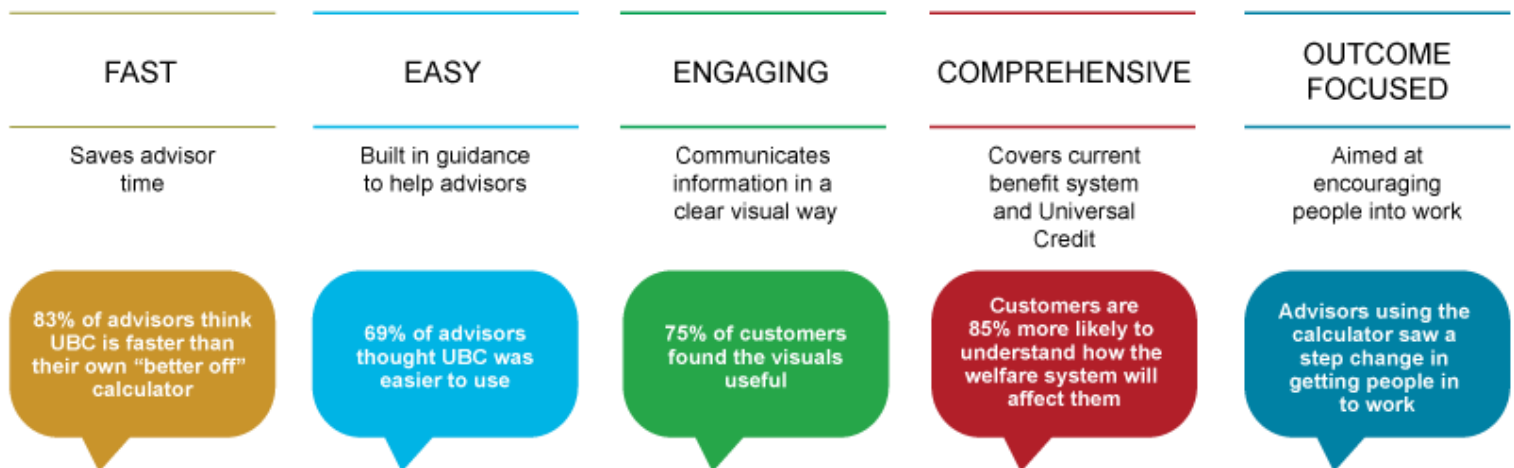 FAST
Saves advisor
time
83% of advisors think
UBC is faster than
their own “better off”
calculator
EASY
Built in guidance
to help advisors
69% of advisors
thought UBC was
easier to use
ENGAGING
Communicates
information in a
clear visual way
75% of customers
found the visuals
useful
COMPREHENSIVE
Covers current
benefit system
and Universal
Credit
Customers are
85% more likely to
understand how the
welfare system will
affect them
OUTCOME
FOCUSED
Aimed at
encouraging
people into work
Advisors using the
calculator saw a
step change in
getting people in
to work